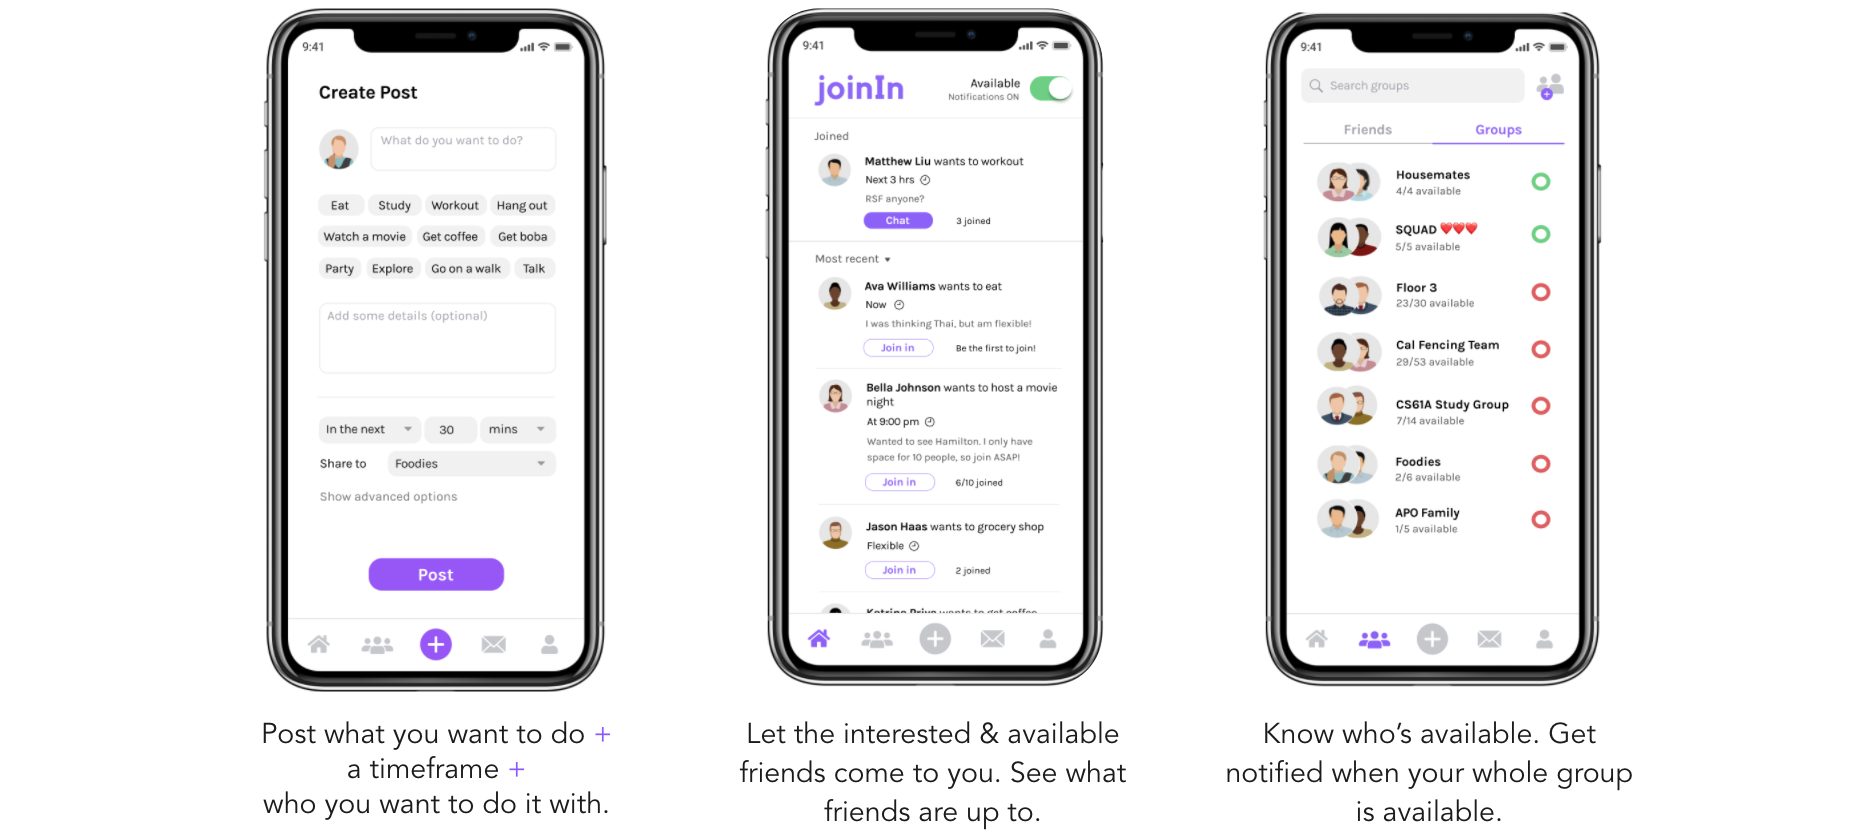 9:41
Create Post
What do you want to do?
Eat Study Workout Hang out
Watch a movie Get coffee Get boba
Party Explore Go on a walk Talk
Add some details (optional)
In the next 30 mins
Share to Foodies
Show advanced options
Post
Post what you want to do +
a timeframe +
who you want to do it with.
9:41
joinIn
Available
Notifications ON
Joined
Matthew Liu wants to workout
Next 3 hrs
RSF anyone?
Chat 3 joined
Most recent
Ava Williams wants to eat
Now
I was thinking Thai, but am flexible!
Join in Be the first to join!
Bella Johnson wants to host a movie
night
At 9:00 pm
Wanted to see Hamilton. I only have
space for 10 people, so join ASAP!
Join in 6/10 joined
Jason Haas wants to grocery shop
Flexible
Join in 2 joined
wants to get coffee
Let the interested & available
friends come to you. See what
friends are up to.
9:41
Search groups
Friends Groups
Housemates
4/4 available
SQUAD ❤️❤️❤️
5/5 available
Floor 3
23/30 available
Cal Fencing Team
29/53 available
CS61A Study Group
7/14 available
Foodies
2/6 available
APO Family
1/5 available
Know who's available. Get
notified when your whole group
is available.